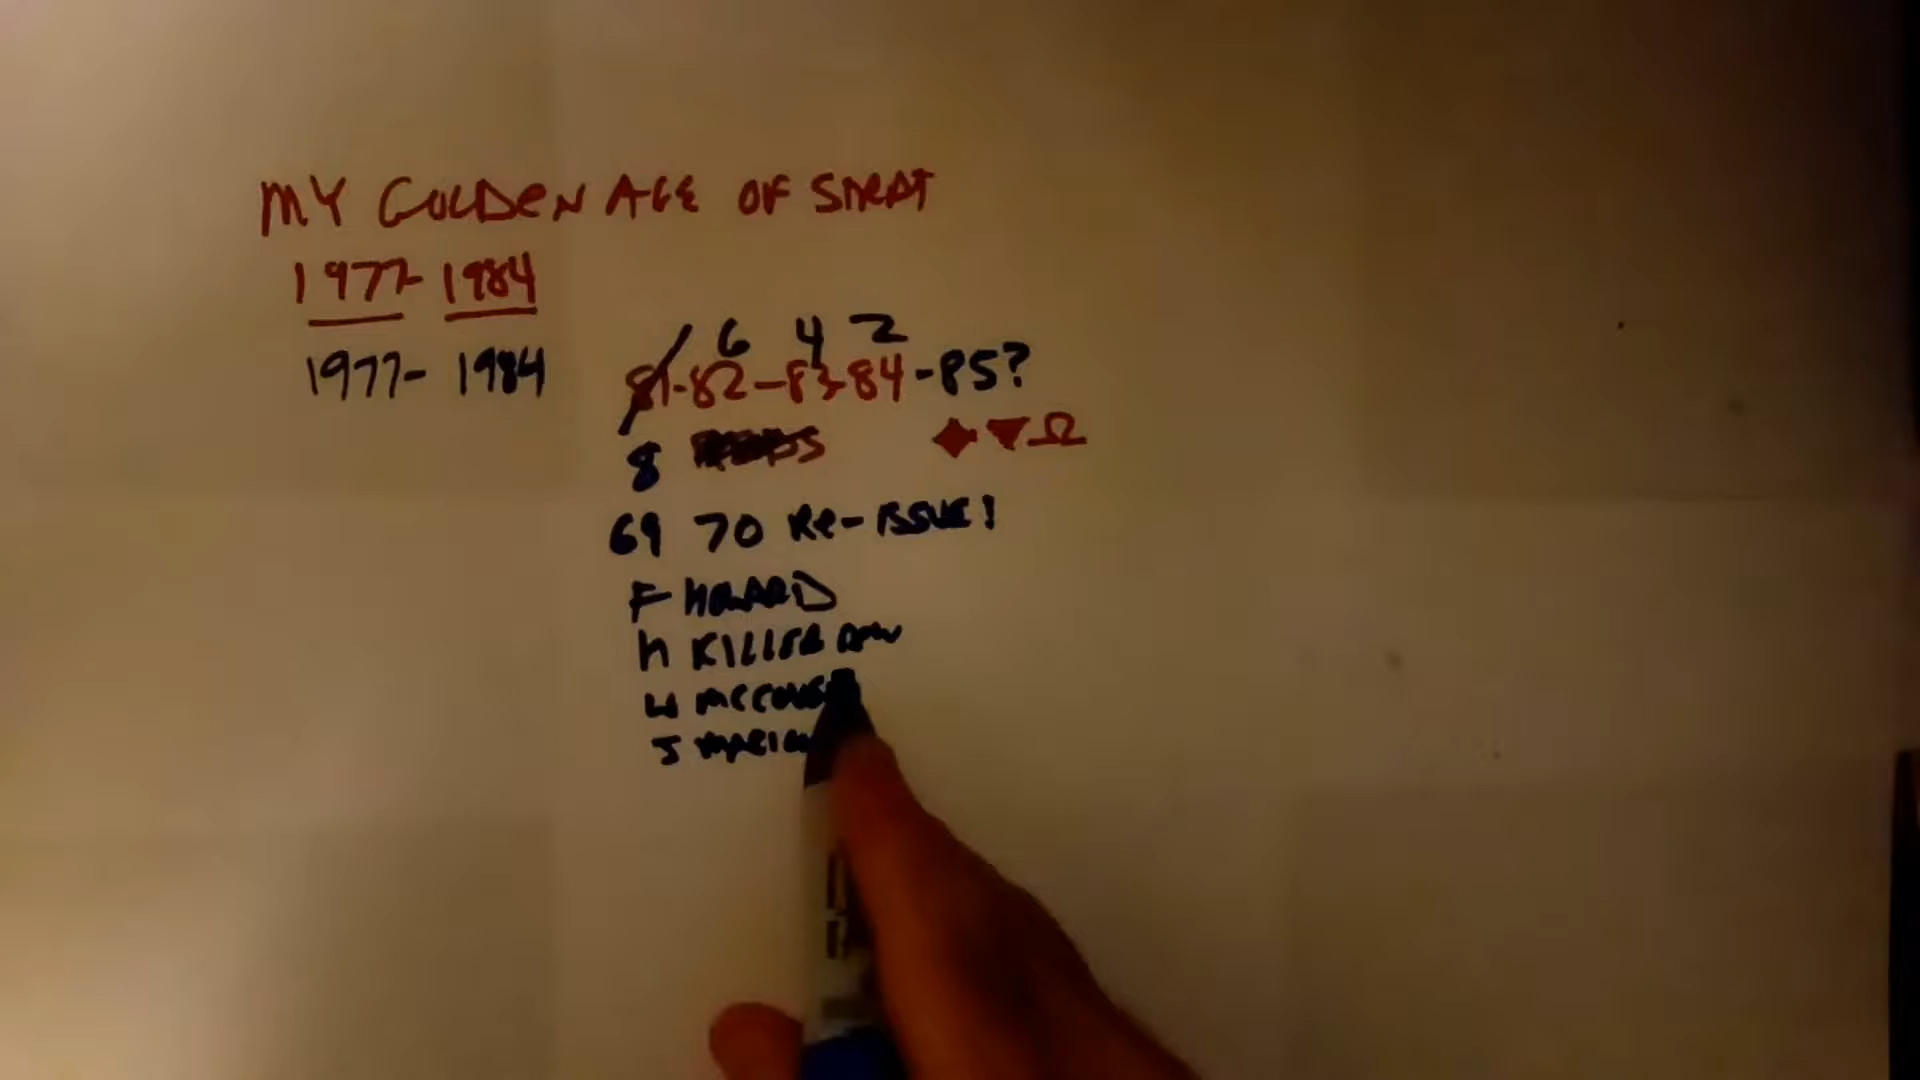 MY GOLDEN AGE OF STRAT
1977- 1984
1977- 1984
6 4 2
81-82-83-84-85?
8
Ω
69 70 Re-ISSUE!
F HOWARD
H KILLEBREW
W MCCOVEY
J